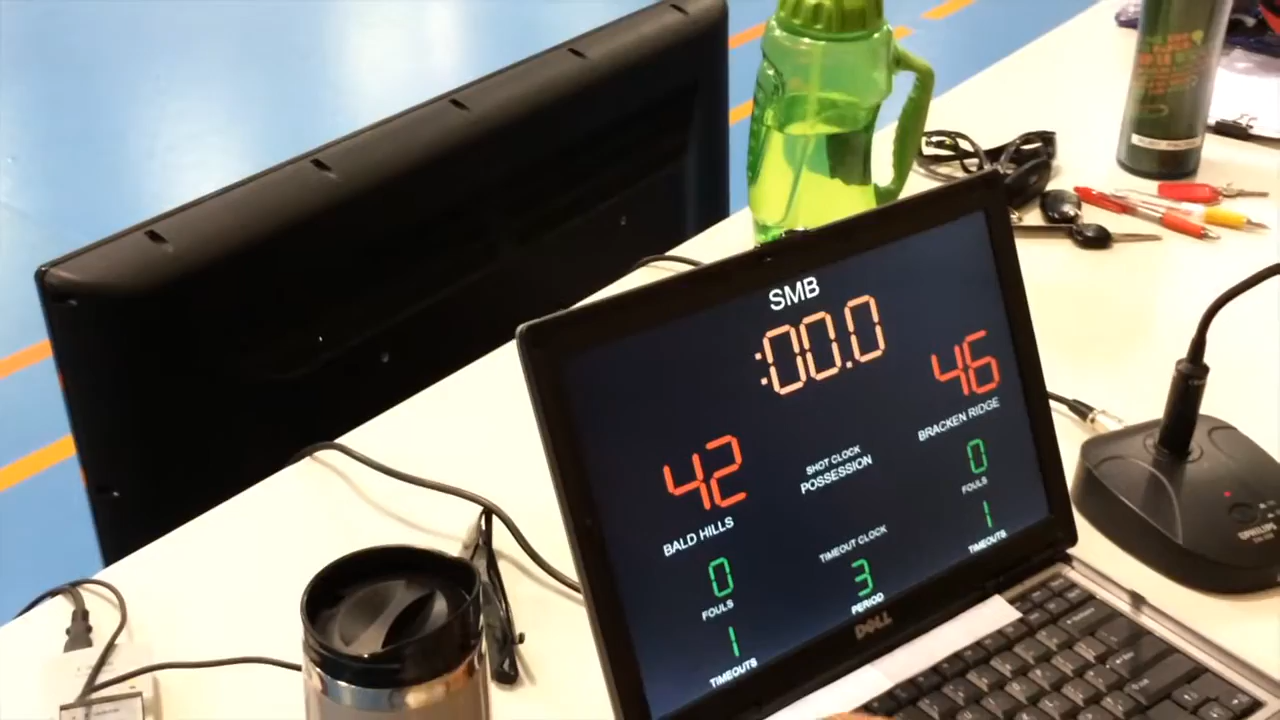 SMB
:00.0
42
BALD HILLS
46
BRACKEN RIDGE
SHOT CLOCK
POSSESSION
0
FOULS
0
FOULS
TIMEOUT CLOCK
3
PERIOD
1
TIMEOUTS
1
TIMEOUTS
DELL
PHILIPS